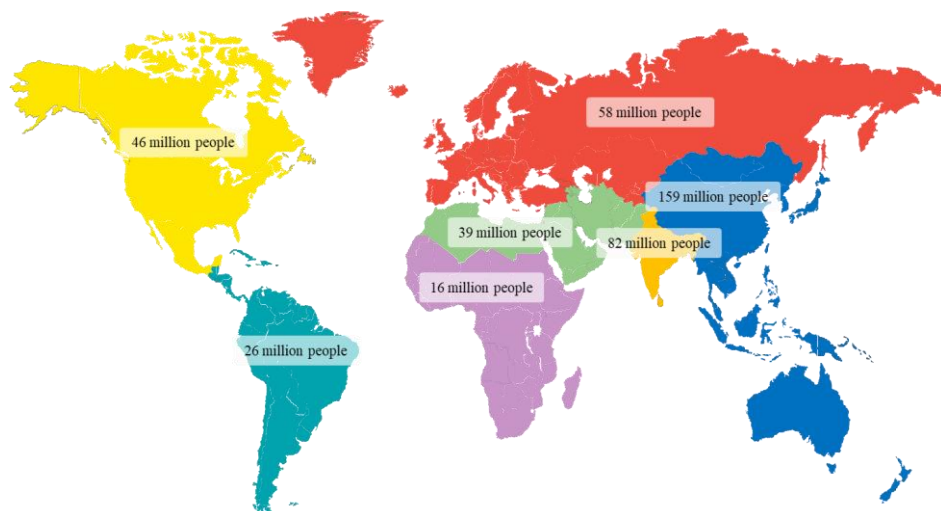 58 million people
46 million people
159 million people
39 million people
82 million people
16 million people
26 million people